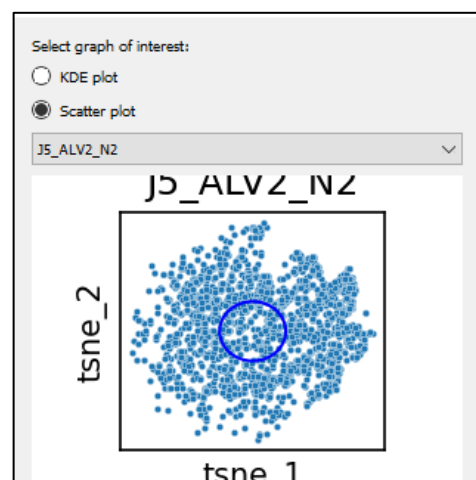 Select graph of interest:
KDE plot
Scatter plot
J5_ALV2_N2
J5_ALV2_N2
tsne_2
tsne_1